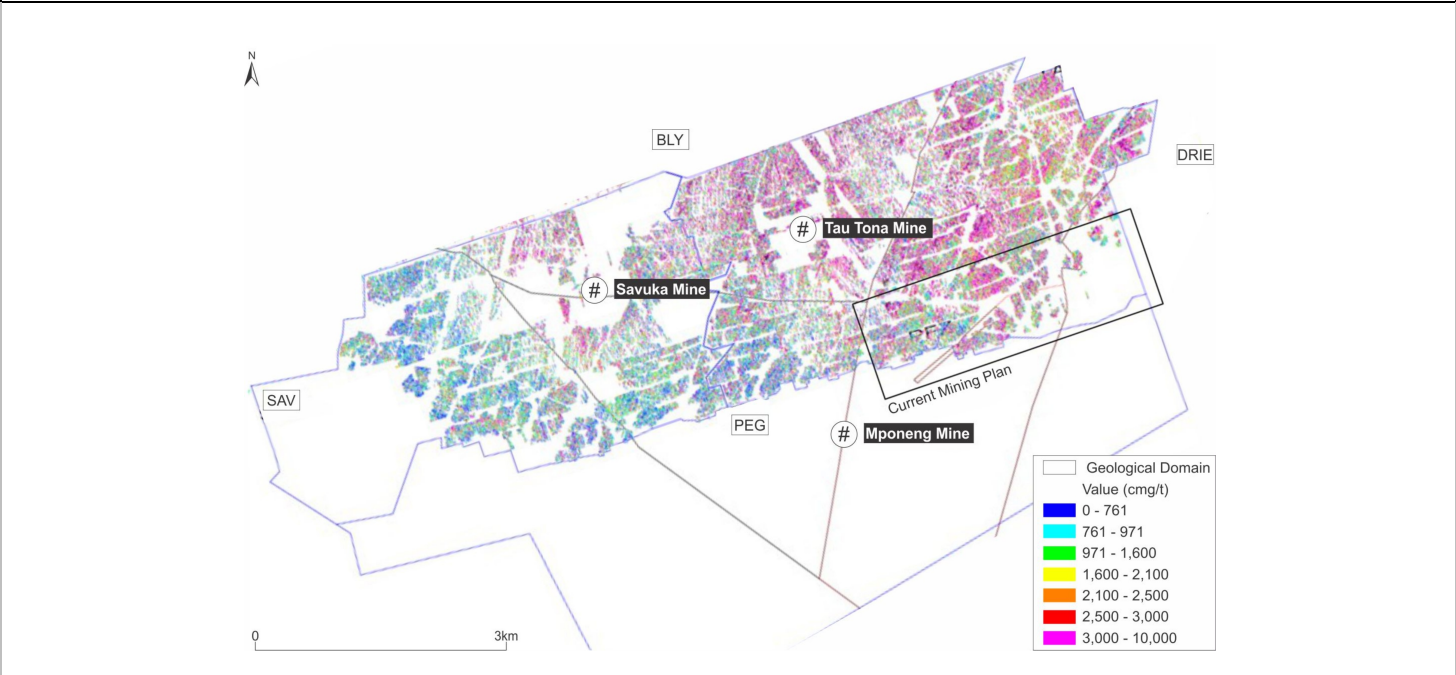 N
BLY
DRIE
# Tau Tona Mine
# Savuka Mine
SAV
Current Mining Plan
PEG
# Mponeng Mine
Geological Domain
Value (cmg/t)
0 - 761
761 - 971
971 - 1,600
1,600 - 2,100
2,100 - 2,500
2,500 - 3,000
3,000 - 10,000
0 3km